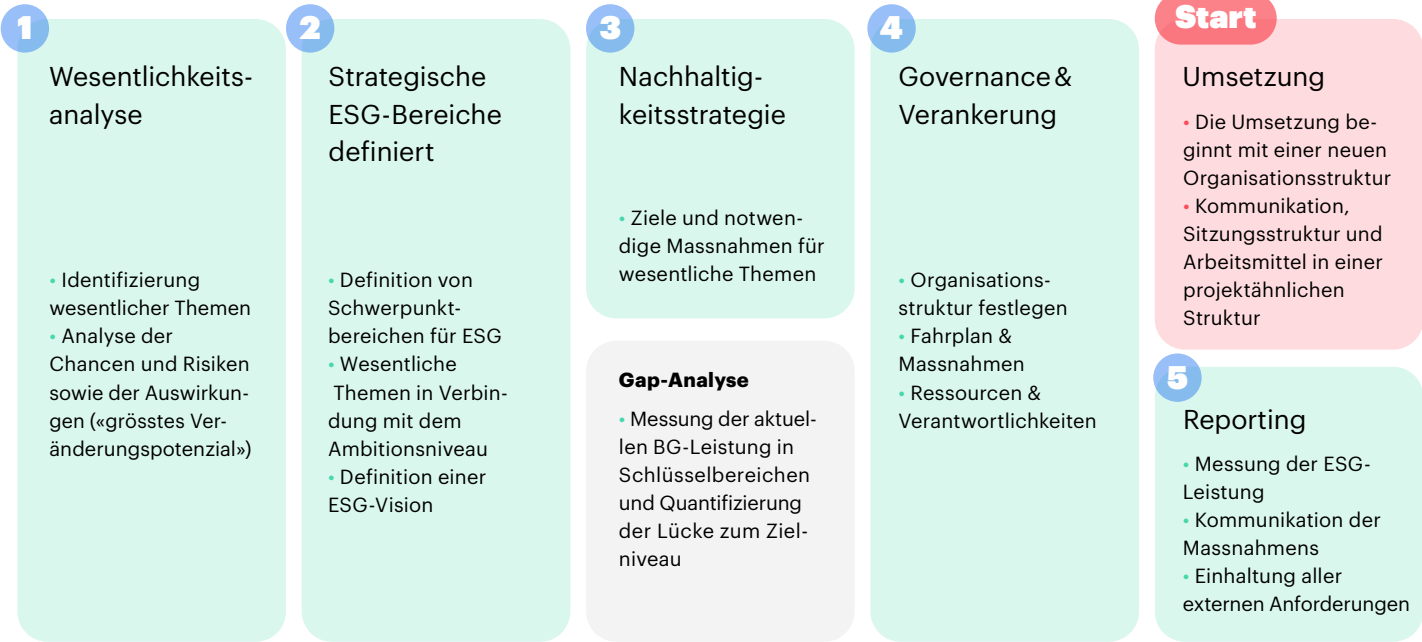 1
Wesentlichkeits-
analyse
• Identifizierung
wesentlicher Themen
• Analyse der
Chancen und Risiken
sowie der Auswirkun-
gen («grösstes Ver-
änderungspotenzial»)
2
Strategische
ESG-Bereiche
definiert
• Definition von
Schwerpunkt-
bereichen für ESG
• Wesentliche
Themen in Verbin-
dung mit dem
Ambitionsniveau
• Definition einer
ESG-Vision
3
Nachhaltig-
keitsstrategie
• Ziele und notwen-
dige Massnahmen für
wesentliche Themen
Gap-Analyse
• Messung der aktuel-
len BG-Leistung in
Schlüsselbereichen
und Quantifizierung
der Lücke zum Ziel-
niveau
4
Governance &
Verankerung
• Organisations-
struktur festlegen
• Fahrplan &
Massnahmen
• Ressourcen &
Verantwortlichkeiten
Start
Umsetzung
• Die Umsetzung be-
ginnt mit einer neuen
Organisationsstruktur
• Kommunikation,
Sitzungsstruktur und
Arbeitsmittel in einer
projektähnlichen
Struktur
5
Reporting
• Messung der ESG-
Leistung
• Kommunikation der
Massnahmens
• Einhaltung aller
externen Anforderungen